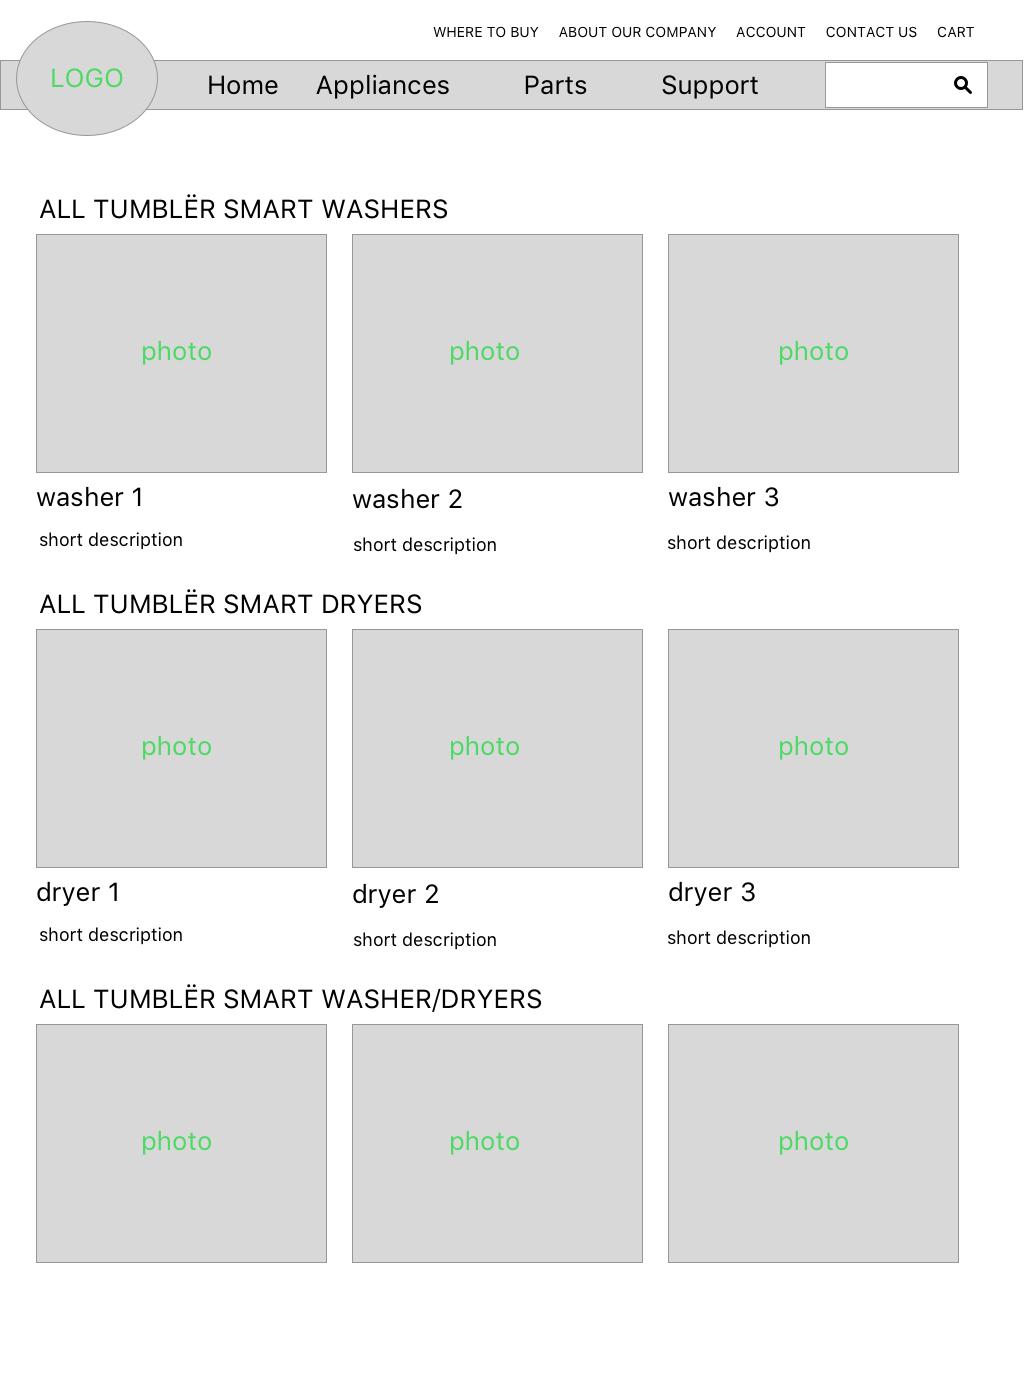 WHERE TO BUY ABOUT OUR COMPANY ACCOUNT CONTACT US CART
LOGO
Home Appliances Parts Support
ALL TUMBLËR SMART WASHERS
photo photo photo
washer 1 washer 2 washer 3
short description short description short description
ALL TUMBLËR SMART DRYERS
photo photo photo
dryer 1 dryer 2 dryer 3
short description short description short description
ALL TUMBLËR SMART WASHER/DRYERS
photo photo photo